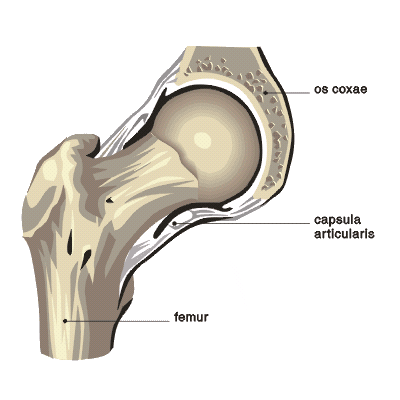 os coxae
capsula
articularis
femur